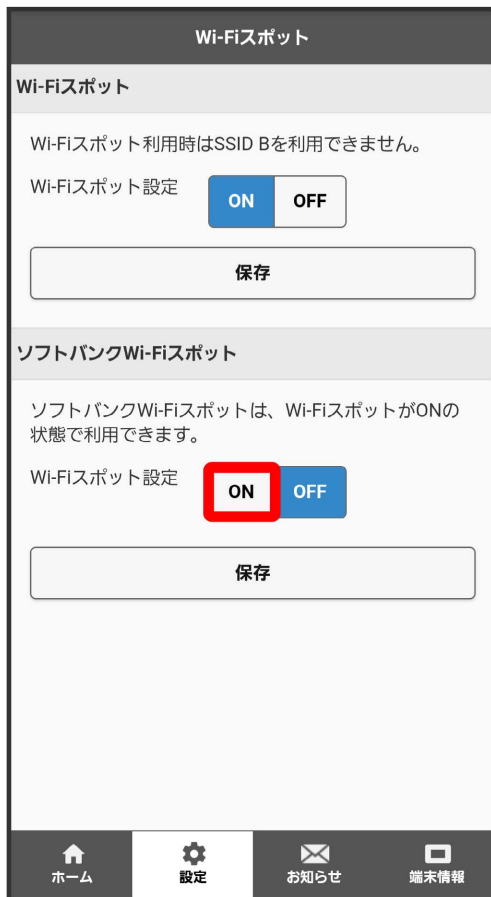 Wi-Fiスポット
Wi-Fiスポット
Wi-Fiスポット利用時はSSID Bを利用できません。
Wi-Fiスポット設定
ON OFF
保存
ソフトバンクWi-Fiスポット
ソフトバンクWi-Fiスポットは、Wi-FiスポットがONの
状態で利用できます。
Wi-Fiスポット設定
ON OFF
保存
ホーム 設定 お知らせ 端末情報